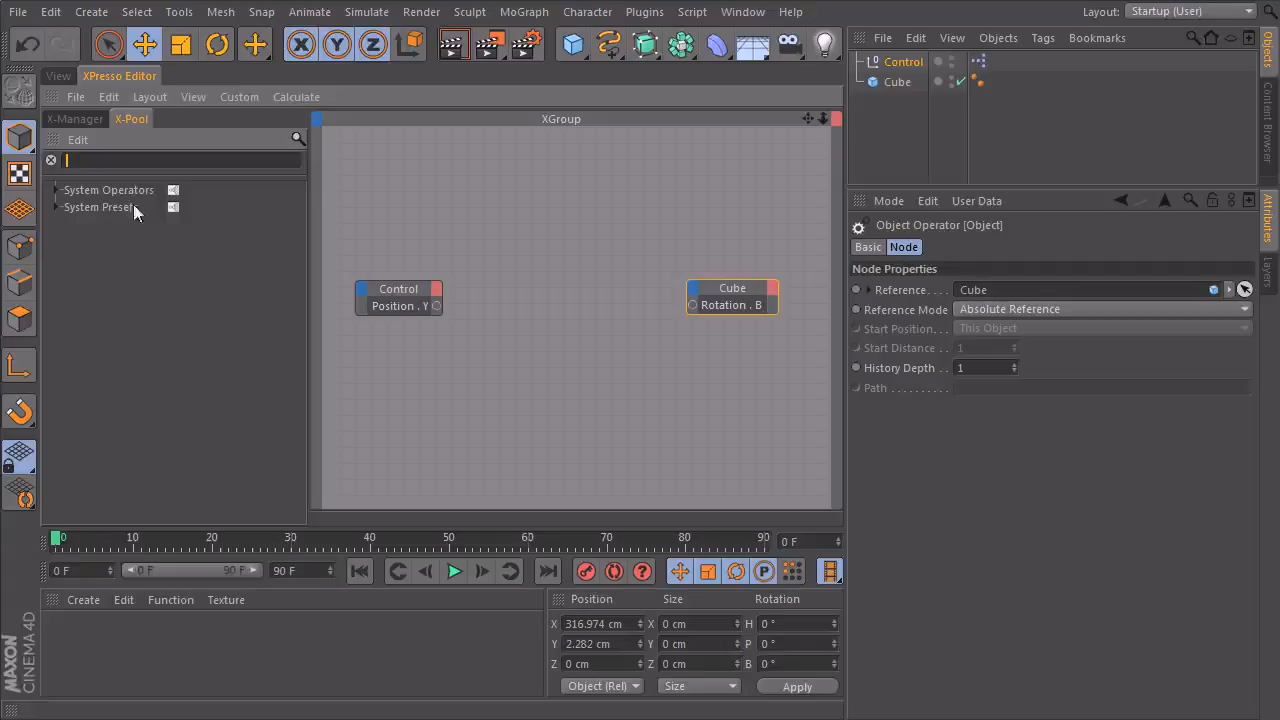 File Edit Create Select Tools Mesh Snap Animate Simulate Render Sculpt MoGraph Character Plugins Script Window Help Layout: Startup (User)
View XPresso Editor
File Edit Layout View Custom Calculate
X-Manager X-Pool
Edit
System Operators
System Preset
XGroup
Control
Position . Y
Cube
Rotation . B
0 10 20 30 40 50 60 70 80 90 0 F
0 F 0 F 90 F 90 F
Create Edit Function Texture
Position Size Rotation
X 316.974 cm X 0 cm H 0 °
Y 2.282 cm Y 0 cm P 0 °
Z 0 cm Z 0 cm B 0 °
Object (Rel) Size Apply
File Edit View Objects Tags Bookmarks
Control
Cube
Mode Edit User Data
Object Operator [Object]
Basic Node
Node Properties
Reference. . . . Cube
Reference Mode Absolute Reference
Start Position. . This Object
Start Distance . . 1
History Depth . . 1
Path . . . . . . . . . .
Objects
Content Browser
Attributes
Layers
MAXON
CINEMA 4D
X Y Z
P